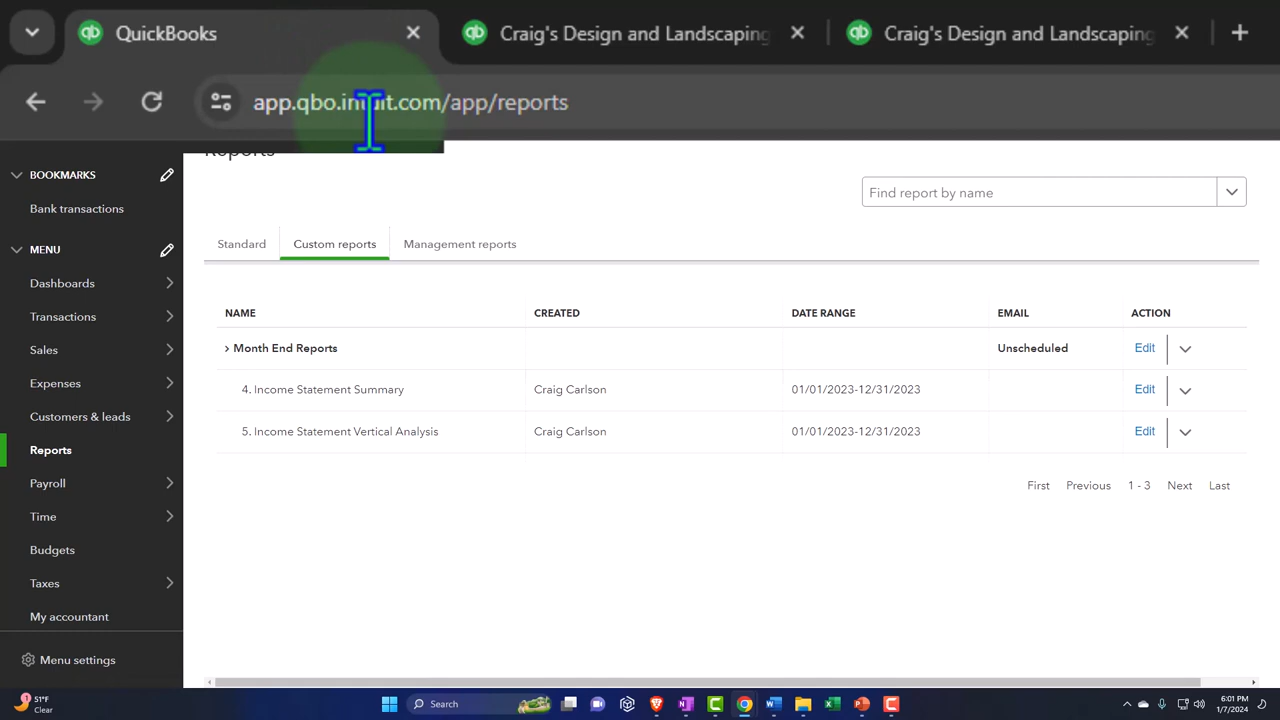 QuickBooks
Craig's Design and Landscaping
Craig's Design and Landscaping
app.qbo.intuit.com/app/reports
Reports
BOOKMARKS
Bank transactions
MENU
Dashboards
Transactions
Sales
Expenses
Customers & leads
Reports
Payroll
Time
Budgets
Taxes
My accountant
Menu settings
Find report by name
Standard Custom reports Management reports
NAME CREATED DATE RANGE EMAIL ACTION
Month End Reports Unscheduled Edit
4. Income Statement Summary Craig Carlson 01/01/2023-12/31/2023 Edit
5. Income Statement Vertical Analysis Craig Carlson 01/01/2023-12/31/2023 Edit
First Previous 1 - 3 Next Last
1 51°F
Clear
Search
6:01 PM
1/7/2024